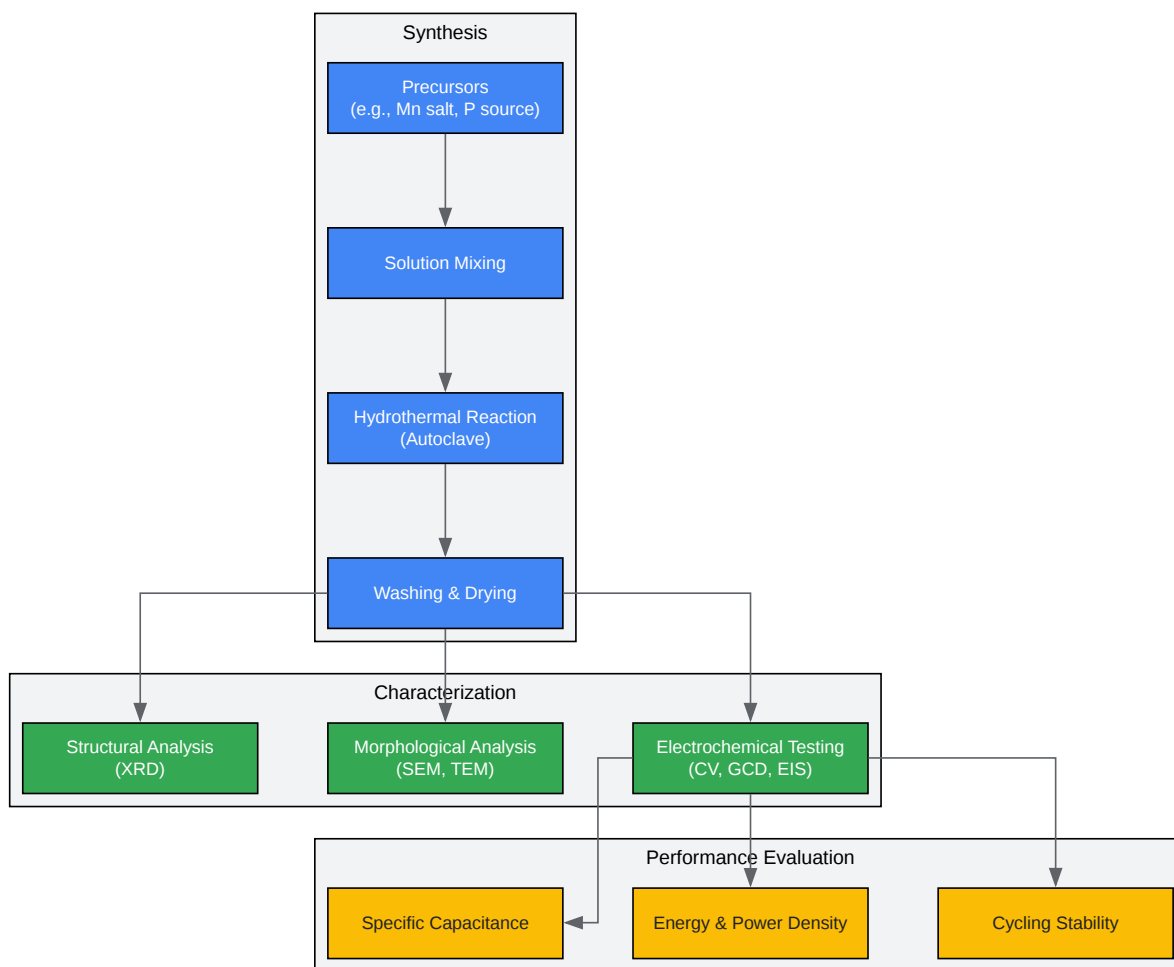 Synthesis
Precursors
(e.g., Mn salt, P source)
Solution Mixing
Hydrothermal Reaction
(Autoclave)
Washing & Drying
Characterization
Structural Analysis
(XRD)
Morphological Analysis
(SEM, TEM)
Electrochemical Testing
(CV, GCD, EIS)
Performance Evaluation
Specific Capacitance
Energy & Power Density
Cycling Stability